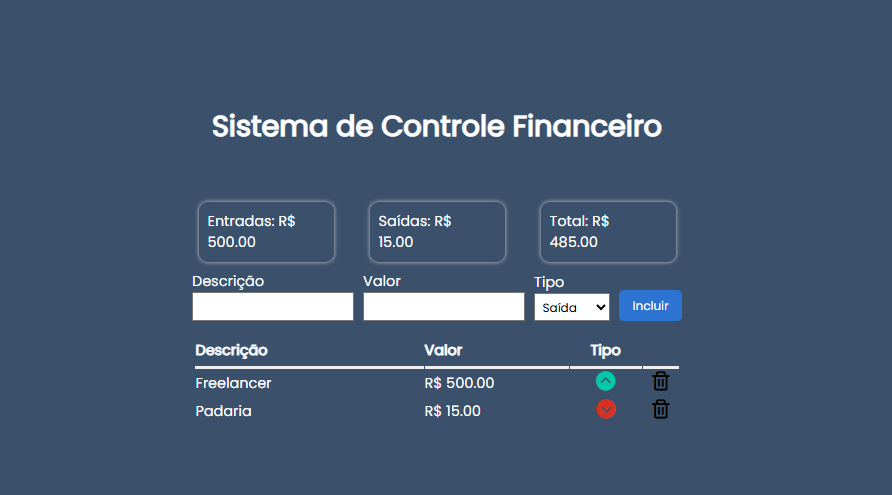 Sistema de Controle Financeiro
Entradas: R$ Saídas: R$ Total: R$
500.00 15.00 485.00
Descrição Valor Tipo
Saída Incluir
Descrição Valor Tipo
Freelancer R$ 500.00
Padaria R$ 15.00